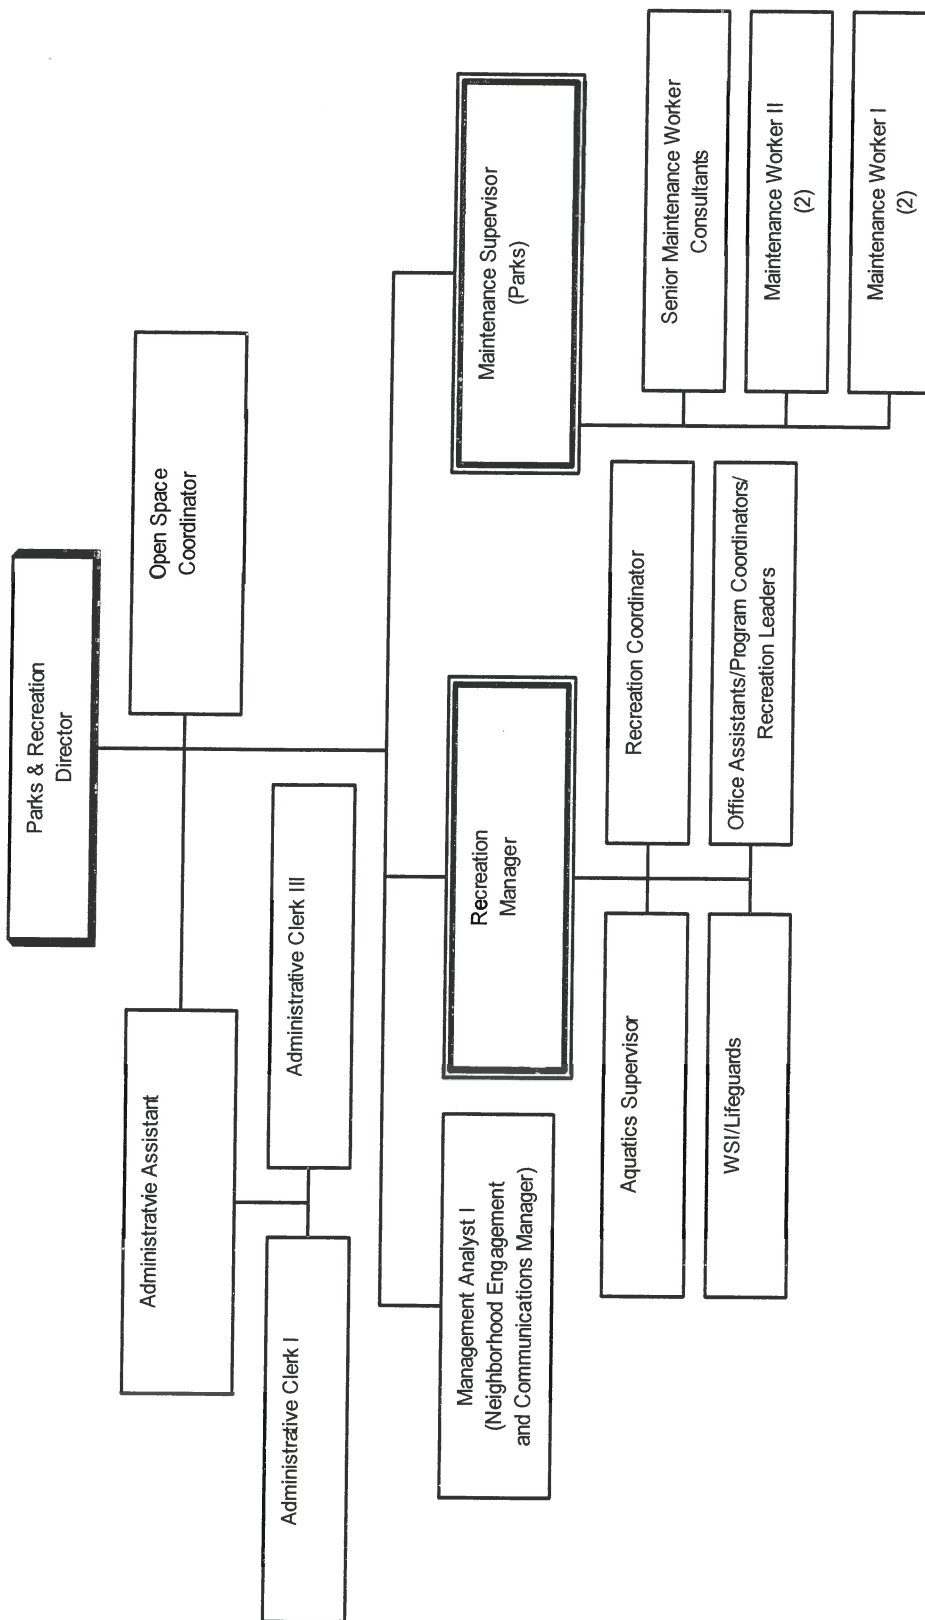 Parks & Recreation
Director
Open Space
Coordinator
Administratvie Assistant
Administrative Clerk I
Administrative Clerk III
Management Analyst I
(Neighborhood Engagement
and Communications Manager)
Recreation
Manager
Maintenance Supervisor
(Parks)
Aquatics Supervisor
Recreation Coordinator
WSI/Lifeguards
Office Assistants/Program Coordinators/
Recreation Leaders
Senior Maintenance Worker
Consultants
Maintenance Worker II
(2)
Maintenance Worker I
(2)